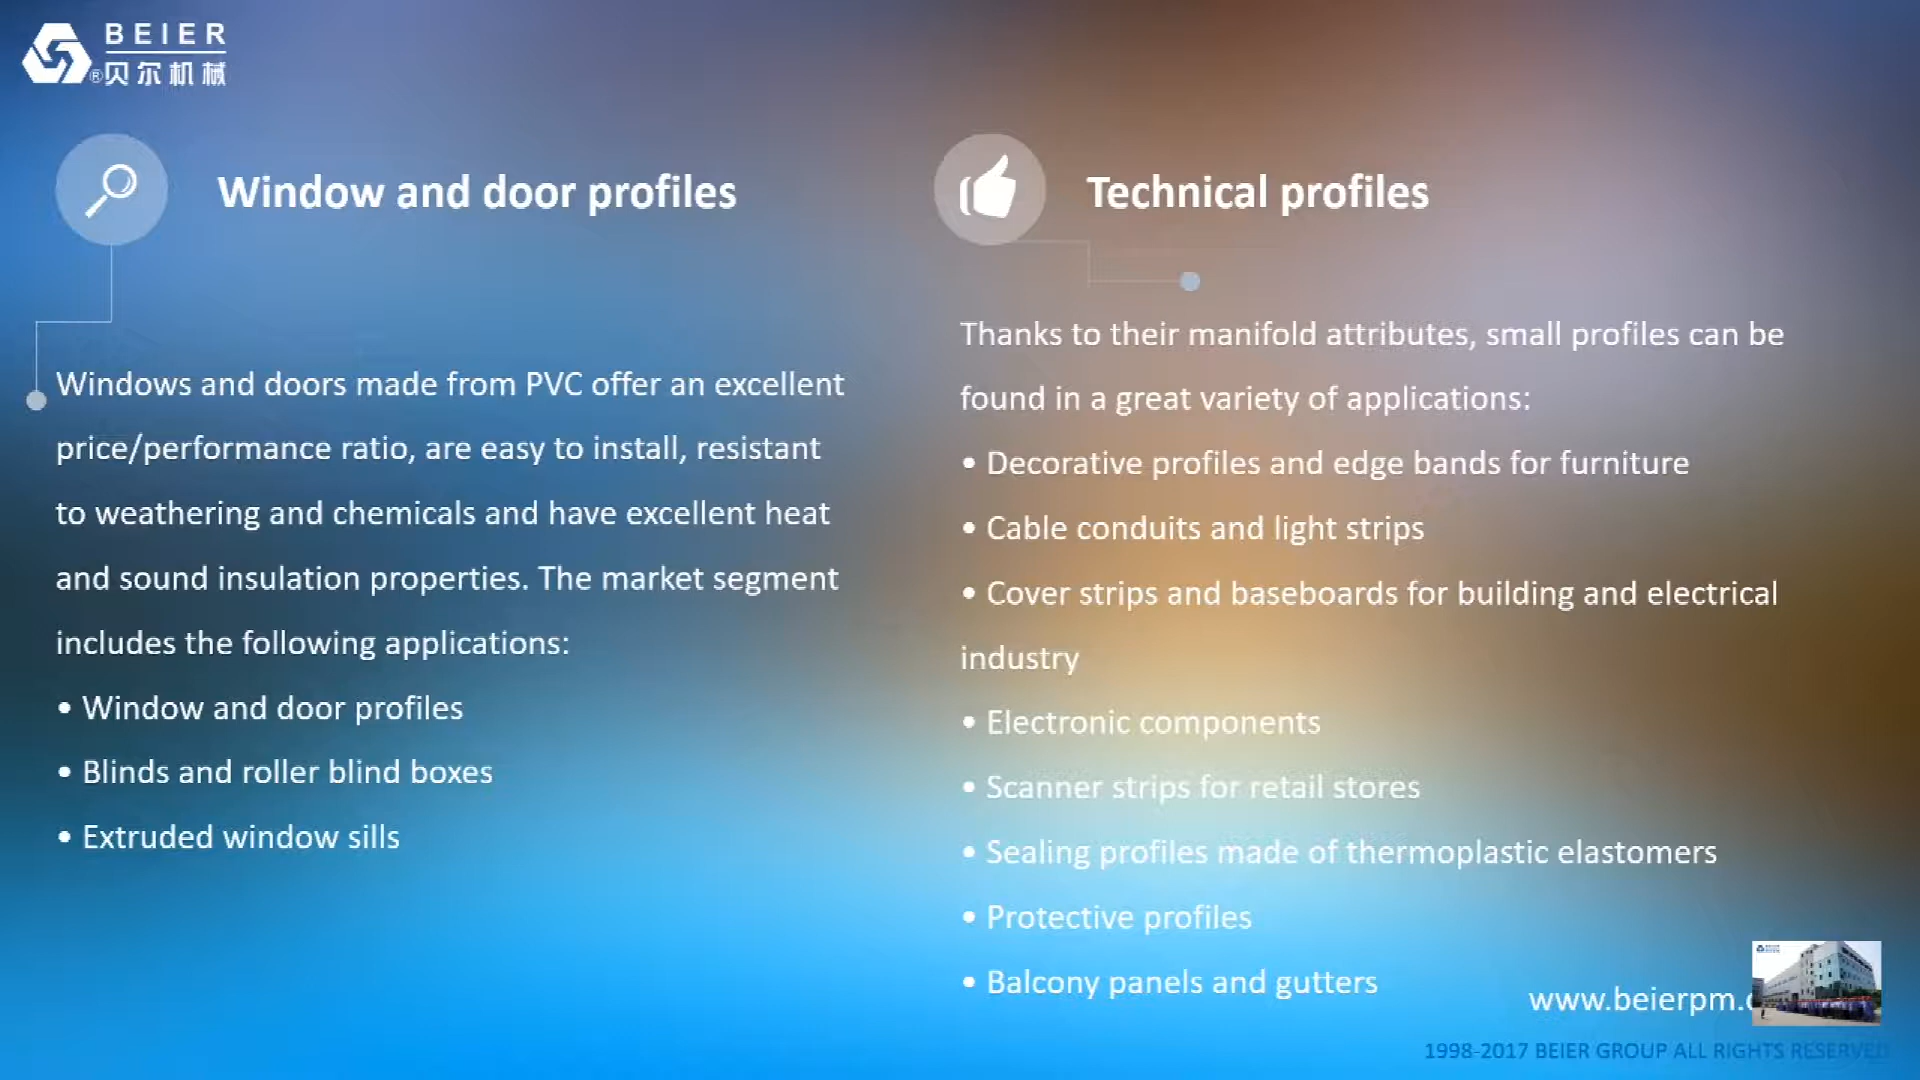 BEIER
®贝尔机械
Window and door profiles
Windows and doors made from PVC offer an excellent
price/performance ratio, are easy to install, resistant
to weathering and chemicals and have excellent heat
and sound insulation properties. The market segment
includes the following applications:
• Window and door profiles
• Blinds and roller blind boxes
• Extruded window sills
Technical profiles
Thanks to their manifold attributes, small profiles can be
found in a great variety of applications:
• Decorative profiles and edge bands for furniture
• Cable conduits and light strips
• Cover strips and baseboards for building and electrical
industry
• Electronic components
• Scanner strips for retail stores
• Sealing profiles made of thermoplastic elastomers
• Protective profiles
• Balcony panels and gutters
www.beierpm.
1998-2017 BEIER GROUP ALL RIGHTS RESERVED